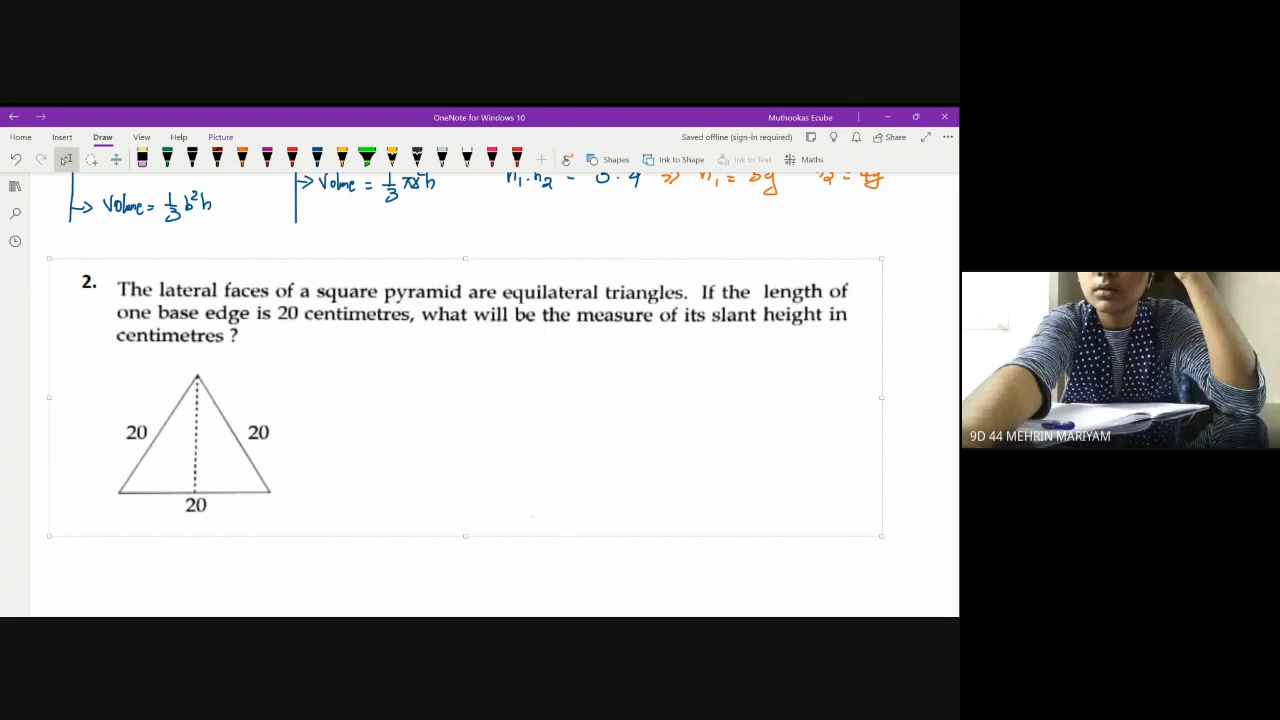 OneNote for Windows 10
Muthookas Ecube
Home Insert Draw View Help Picture
Saved offline (sign-in required)
Share
Shapes
Ink to Shape
Ink to Text
Maths
Volume = 1/3 b²h
Volume = 1/3 πr²h
2.
The lateral faces of a square pyramid are equilateral triangles. If the length of
one base edge is 20 centimetres, what will be the measure of its slant height in
centimetres ?
20
20
20
9D 44 MEHRIN MARIYAM